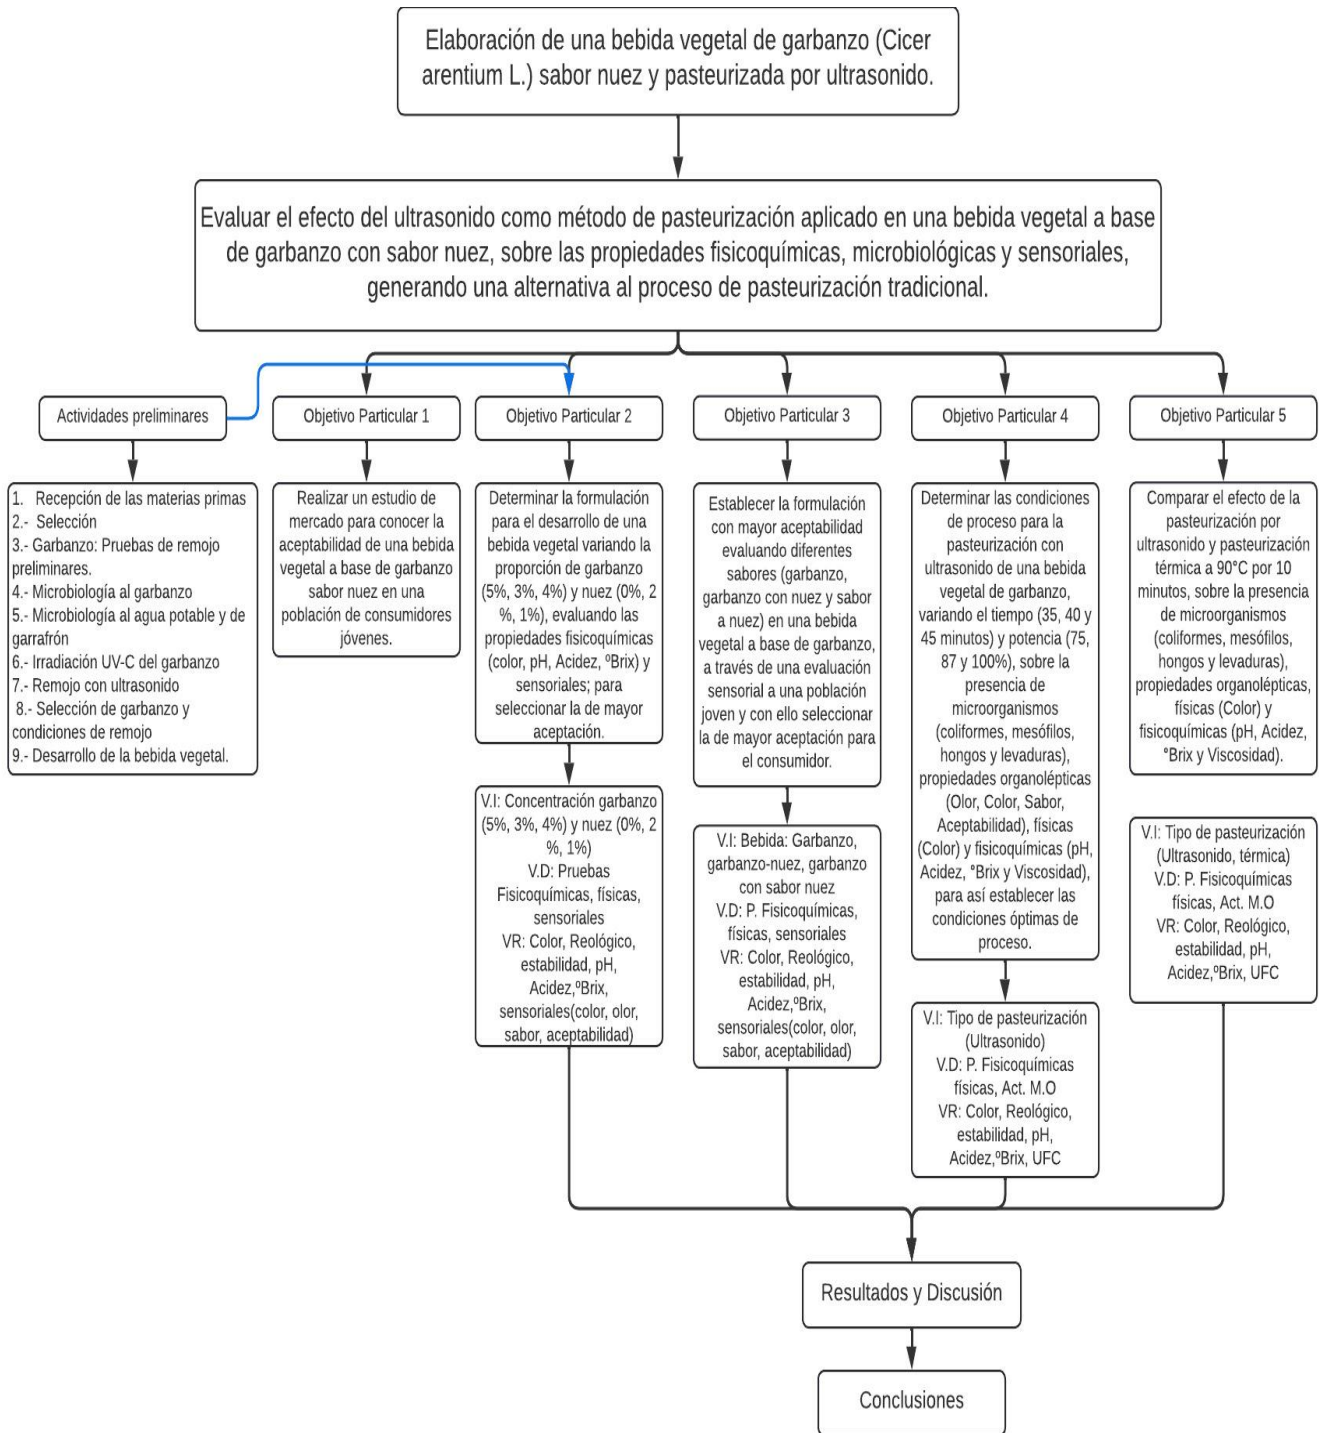 Elaboración de una bebida vegetal de garbanzo (Cicer
arentium L.) sabor nuez y pasteurizada por ultrasonido.
Evaluar el efecto del ultrasonido como método de pasteurización aplicado en una bebida vegetal a base
de garbanzo con sabor nuez, sobre las propiedades fisicoquímicas, microbiológicas y sensoriales,
generando una alternativa al proceso de pasteurización tradicional.
Actividades preliminares
1. Recepción de las materias primas
2.- Selección
3.- Garbanzo: Pruebas de remojo
preliminares.
4.- Microbiología al garbanzo
5.- Microbiología al agua potable y de
garrafrón
6.- Irradiación UV-C del garbanzo
7.- Remojo con ultrasonido
8.- Selección de garbanzo y
condiciones de remojo
9.- Desarrollo de la bebida vegetal.
Objetivo Particular 1
Realizar un estudio de
mercado para conocer la
aceptabilidad de una bebida
vegetal a base de garbanzo
sabor nuez en una
población de consumidores
jóvenes.
Objetivo Particular 2
Determinar la formulación
para el desarrollo de una
bebida vegetal variando la
proporción de garbanzo
(5%, 3%, 4%) y nuez (0%, 2
%, 1%), evaluando las
propiedades fisicoquímicas
(color, pH, Acidez, ºBrix) y
sensoriales; para
seleccionar la de mayor
aceptación.
V.I: Concentración garbanzo
(5%, 3%, 4%) y nuez (0%, 2
%, 1%)
V.D: Pruebas
Fisicoquímicas, físicas,
sensoriales
VR: Color, Reológico,
estabilidad, pH,
Acidez,ºBrix,
sensoriales(color, olor,
sabor, aceptabilidad)
Objetivo Particular 3
Establecer la formulación
con mayor aceptabilidad
evaluando diferentes
sabores (garbanzo,
garbanzo con nuez y sabor
a nuez) en una bebida
vegetal a base de garbanzo,
a través de una evaluación
sensorial a una población
joven y con ello seleccionar
la de mayor aceptación para
el consumidor.
V.I: Bebida: Garbanzo,
garbanzo-nuez, garbanzo
con sabor nuez
V.D: P. Fisicoquímicas,
físicas, sensoriales
VR: Color, Reológico,
estabilidad, pH,
Acidez,ºBrix,
sensoriales(color, olor,
sabor, aceptabilidad)
Objetivo Particular 4
Determinar las condiciones
de proceso para la
pasteurización con
ultrasonido de una bebida
vegetal de garbanzo,
variando el tiempo (35, 40 y
45 minutos) y potencia (75,
87 y 100%), sobre la
presencia de
microorganismos
(coliformes, mesófilos,
hongos y levaduras),
propiedades organolépticas
(Olor, Color, Sabor,
Aceptabilidad), físicas
(Color) y fisicoquímicas (pH,
Acidez, °Brix y Viscosidad),
para así establecer las
condiciones óptimas de
proceso.
V.I: Tipo de pasteurización
(Ultrasonido)
V.D: P. Fisicoquímicas
físicas, Act. M.O
VR: Color, Reológico,
estabilidad, pH,
Acidez,ºBrix, UFC
Objetivo Particular 5
Comparar el efecto de la
pasteurización por
ultrasonido y pasteurización
térmica a 90°C por 10
minutos, sobre la presencia
de microorganismos
(coliformes, mesófilos,
hongos y levaduras),
propiedades organolépticas,
físicas (Color) y
fisicoquímicas (pH, Acidez,
°Brix y Viscosidad).
V.I: Tipo de pasteurización
(Ultrasonido, térmica)
V.D: P. Fisicoquímicas
físicas, Act. M.O
VR: Color, Reológico,
estabilidad, pH,
Acidez,ºBrix, UFC
Resultados y Discusión
Conclusiones